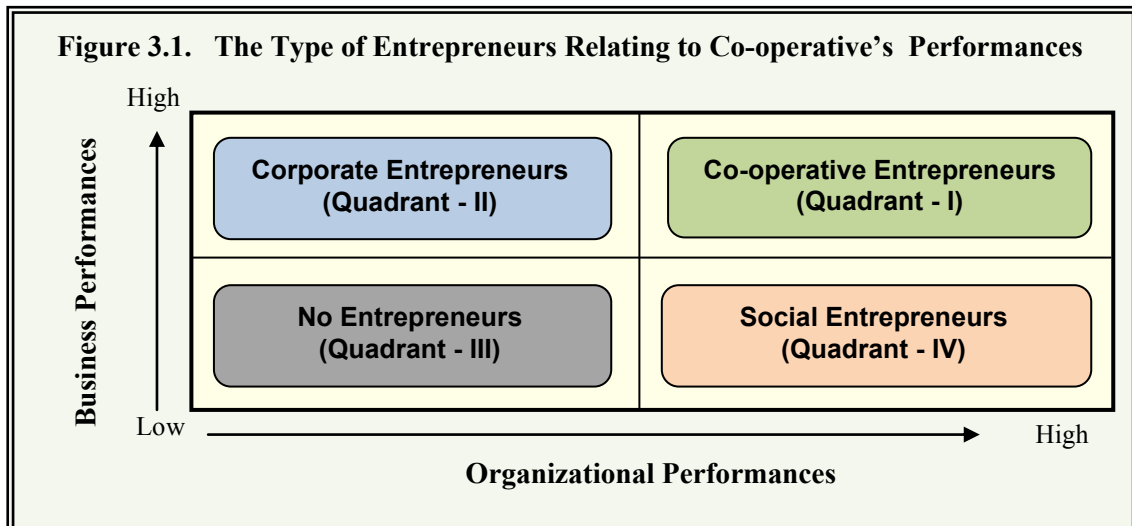 Figure 3.1. The Type of Entrepreneurs Relating to Co-operative's Performances
High
Business Performances
Corporate Entrepreneurs
(Quadrant - II)
Co-operative Entrepreneurs
(Quadrant - I)
No Entrepreneurs
(Quadrant - III)
Social Entrepreneurs
(Quadrant - IV)
Low
High
Organizational Performances